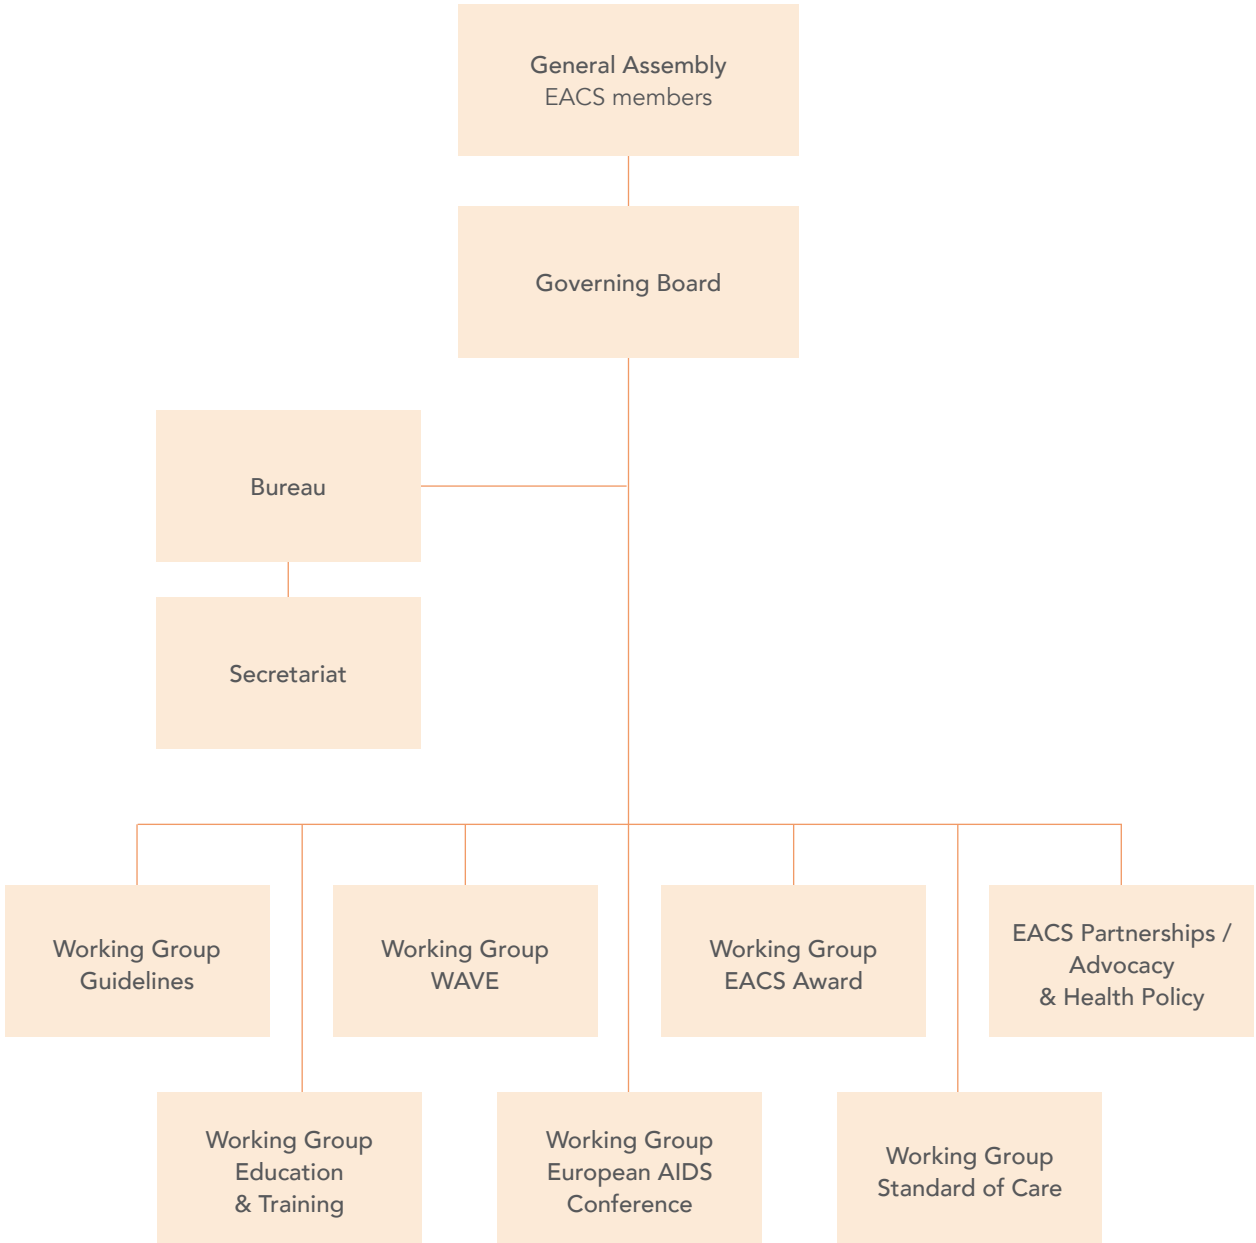 General Assembly
EACS members
Governing Board
Bureau
Secretariat
Working Group
Guidelines
Working Group
WAVE
Working Group
EACS Award
EACS Partnerships /
Advocacy
& Health Policy
Working Group
Education
& Training
Working Group
European AIDS
Conference
Working Group
Standard of Care